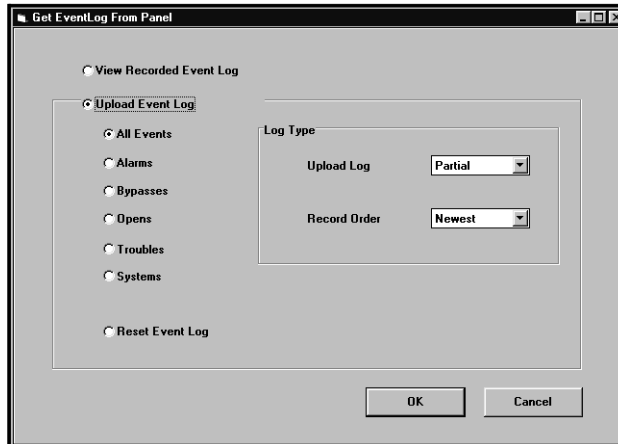 Get EventLog From Panel
View Recorded Event Log
Upload Event Log
All Events
Log Type
Alarms
Upload Log Partial
Bypasses
Opens
Record Order Newest
Troubles
Systems
Reset Event Log
OK Cancel